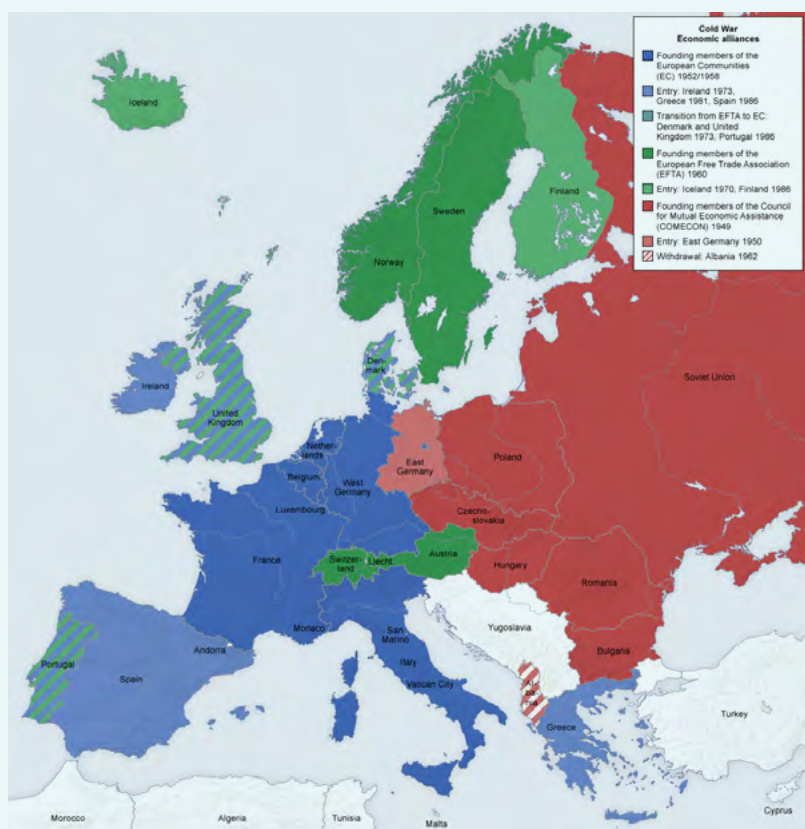 Cold War
Economic alliances
Founding members of the
European Communities
(EC) 1952/1958
Entry: Ireland 1973,
Greece 1981, Spain 1986
Transition from EFTA to EC:
Denmark and United
Kingdom 1973, Portugal 1986
Founding members of the
European Free Trade Association
(EFTA) 1960
Entry: Iceland 1970, Finland 1986
Founding members of the Council
for Mutual Economic Assistance
(COMECON) 1949
Entry: East Germany 1950
Withdrawal: Albania 1962
Iceland
Finland
Sweden
Norway
Soviet Union
Den-
mark
Ireland
United
Kingdom
Nether-
lands
Belgium
West
Germany
East
Germany
Poland
Luxembourg
Czecho-
slovakia
France
Switzer-
land
Liecht.
Austria
Hungary
Romania
Monaco
San
Marino
Yugoslavia
Andorra
Italy
Bulgaria
Portugal
Spain
Vatican City
Greece
Turkey
Morocco
Algeria
Tunisia
Malta
Cyprus